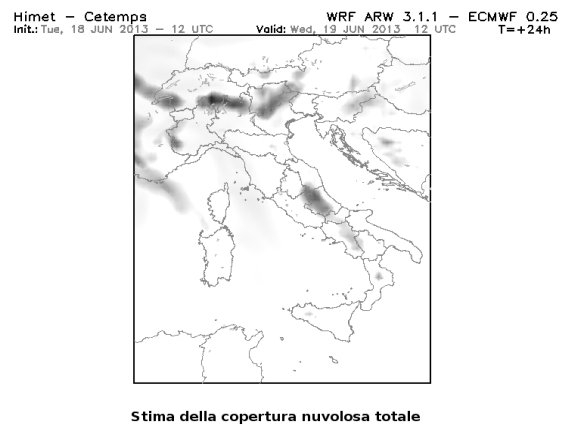 Himet – Cetemps WRF ARW 3.1.1 – ECMWF 0.25
Init.: Tue, 18 JUN 2013 – 12 UTC Valid: Wed, 19 JUN 2013 12 UTC T=+24h
Stima della copertura nuvolosa totale